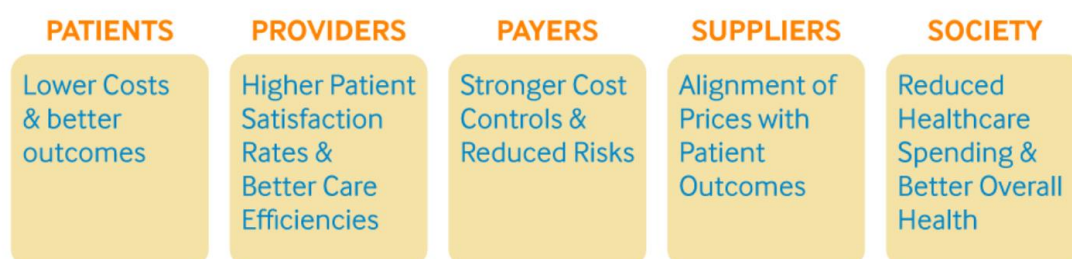 PATIENTS
Lower Costs
& better
outcomes
PROVIDERS
Higher Patient
Satisfaction
Rates &
Better Care
Efficiencies
PAYERS
Stronger Cost
Controls &
Reduced Risks
SUPPLIERS
Alignment of
Prices with
Patient
Outcomes
SOCIETY
Reduced
Healthcare
Spending &
Better Overall
Health